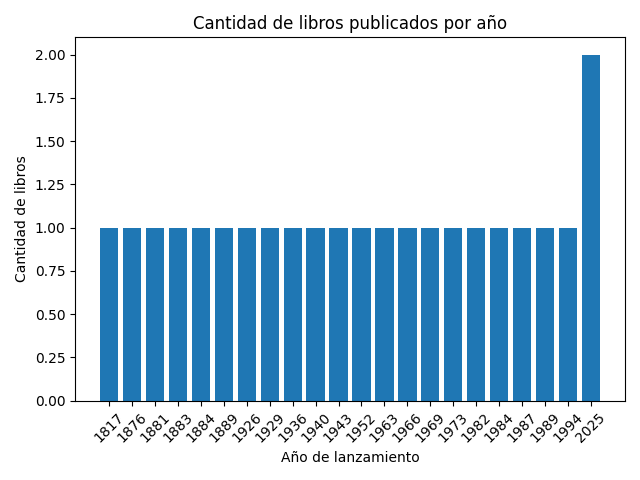 Cantidad de libros publicados por año
Cantidad de libros
2.00
1.75
1.50
1.25
1.00
0.75
0.50
0.25
0.00
1817 1876 1881 1883 1884 1889 1926 1929 1936 1940 1943 1952 1963 1966 1969 1973 1982 1984 1987 1989 1994 2025
Año de lanzamiento